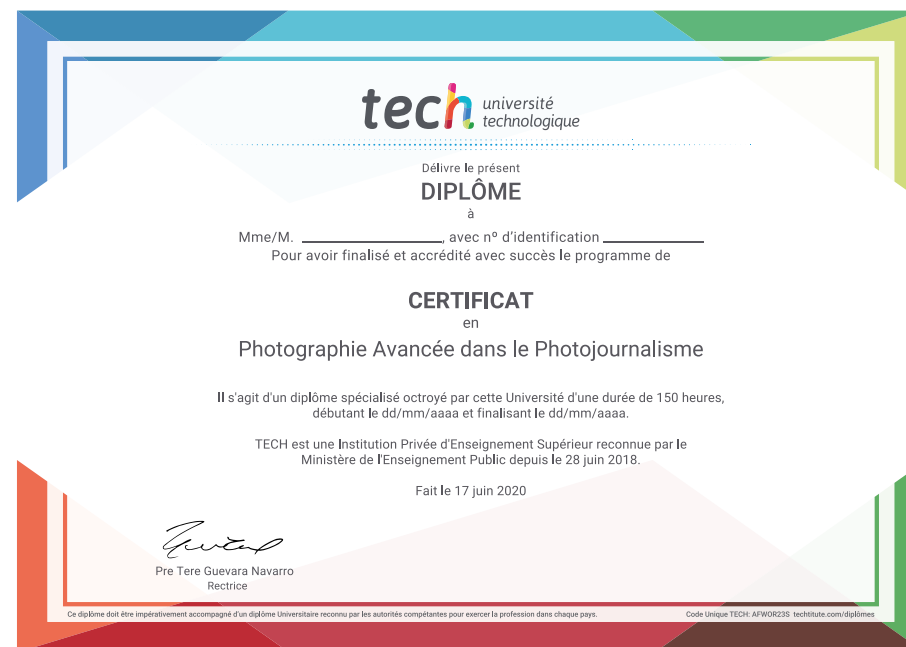 tech université
technologique
Délivre le présent
DIPLÔME
à
Mme/M. ____________________, avec nº d'identification ______________
Pour avoir finalisé et accrédité avec succès le programme de
CERTIFICAT
en
Photographie Avancée dans le Photojournalisme
Il s'agit d'un diplôme spécialisé octroyé par cette Université d'une durée de 150 heures,
débutant le dd/mm/aaaa et finalisant le dd/mm/aaaa.
TECH est une Institution Privée d'Enseignement Supérieur reconnue par le
Ministère de l'Enseignement Public depuis le 28 juin 2018.
Fait le 17 juin 2020
Pre Tere Guevara Navarro
Rectrice
Ce diplôme doit être impérativement accompagné d'un diplôme Universitaire reconnu par les autorités compétantes pour exercer la profession dans chaque pays.
Code Unique TECH: AFWOR23S techtitute.com/diplômes